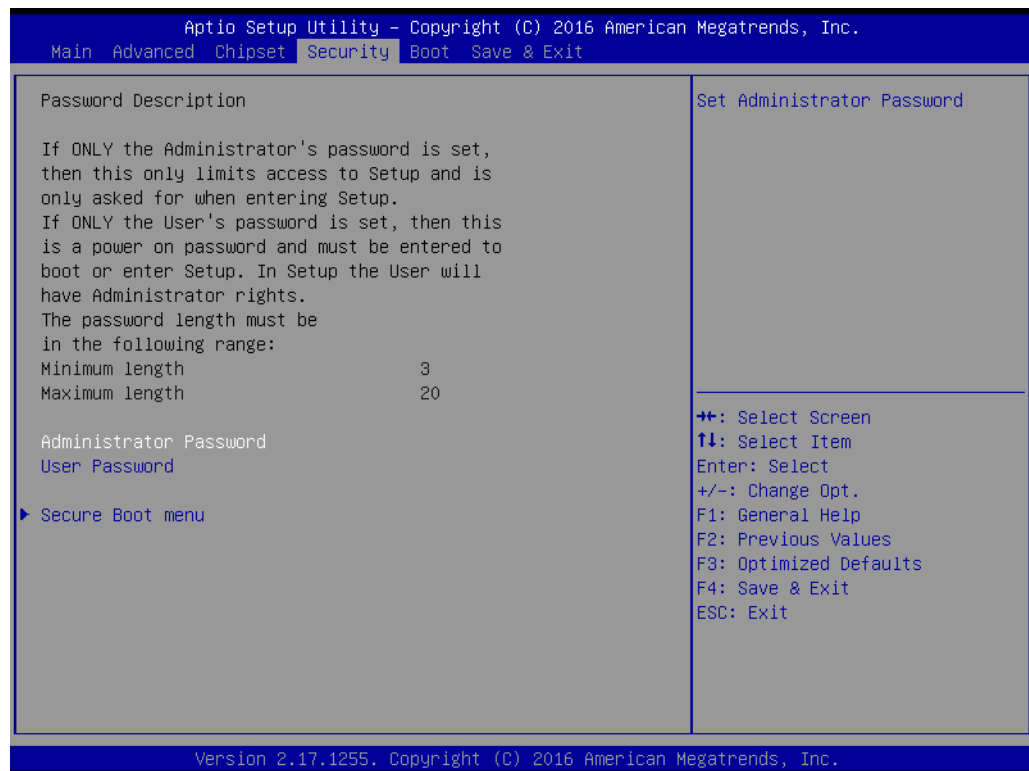 Aptio Setup Utility – Copyright (C) 2016 American Megatrends, Inc.
Main Advanced Chipset Security Boot Save & Exit
Password Description
If ONLY the Administrator's password is set,
then this only limits access to Setup and is
only asked for when entering Setup.
If ONLY the User's password is set, then this
is a power on password and must be entered to
boot or enter Setup. In Setup the User will
have Administrator rights.
The password length must be
in the following range:
Minimum length 3
Maximum length 20
Administrator Password
User Password
Secure Boot menu
Set Administrator Password
→←: Select Screen
↑↓: Select Item
Enter: Select
+/-: Change Opt.
F1: General Help
F2: Previous Values
F3: Optimized Defaults
F4: Save & Exit
ESC: Exit
Version 2.17.1255. Copyright (C) 2016 American Megatrends, Inc.